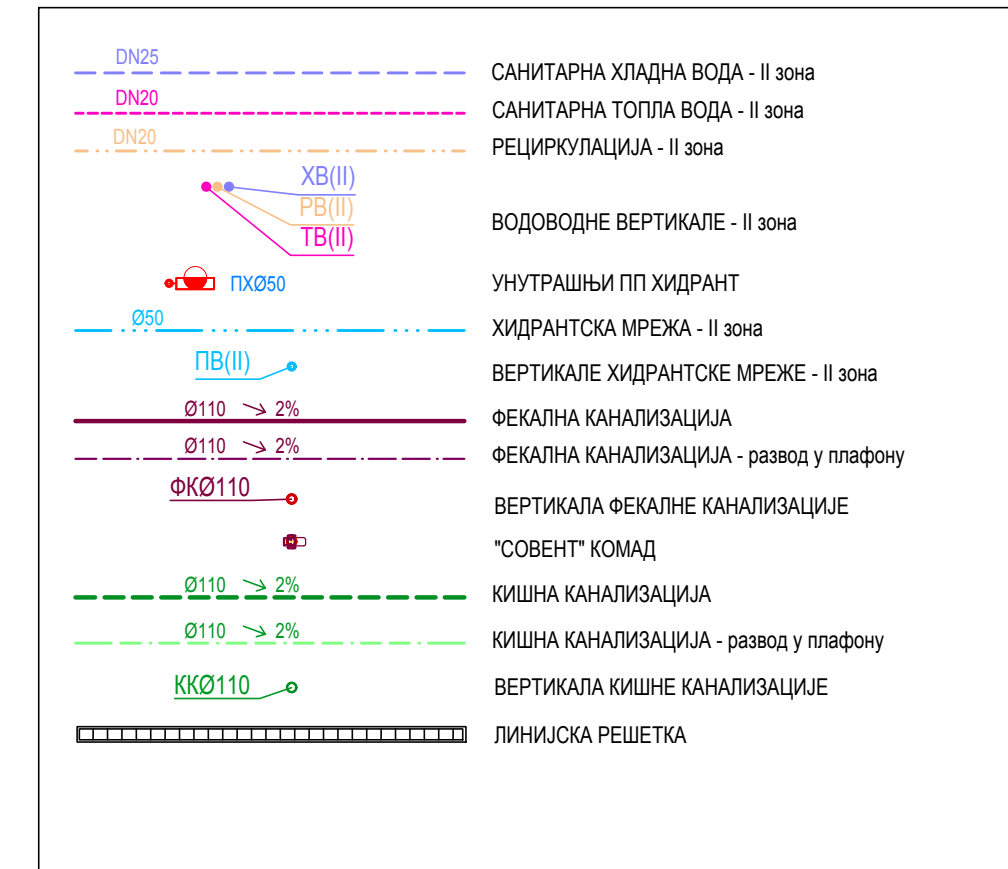 DN25
САНИТАРНА ХЛАДНА ВОДА - II зона
DN20
САНИТАРНА ТОПЛА ВОДА - II зона
DN20
РЕЦИРКУЛАЦИЈА - II зона
ХВ(II)
РВ(II)
ТВ(II)
ВОДОВОДНЕ ВЕРТИКАЛЕ - II зона
ПХØ50
УНУТРАШЊИ ПП ХИДРАНТ
Ø50
ХИДРАНТСКА МРЕЖА - II зона
ПВ(II)
ВЕРТИКАЛЕ ХИДРАНТСКЕ МРЕЖЕ - II зона
Ø110 ↘ 2%
ФЕКАЛНА КАНАЛИЗАЦИЈА
Ø110 ↘ 2%
ФЕКАЛНА КАНАЛИЗАЦИЈА - развод у плафону
ФКØ110
ВЕРТИКАЛА ФЕКАЛНЕ КАНАЛИЗАЦИЈЕ
"СОВЕНТ" КОМАД
Ø110 ↘ 2%
КИШНА КАНАЛИЗАЦИЈА
Ø110 ↘ 2%
КИШНА КАНАЛИЗАЦИЈА - развод у плафону
ККØ110
ВЕРТИКАЛА КИШНЕ КАНАЛИЗАЦИЈЕ
ЛИНИЈСКА РЕШЕТКА